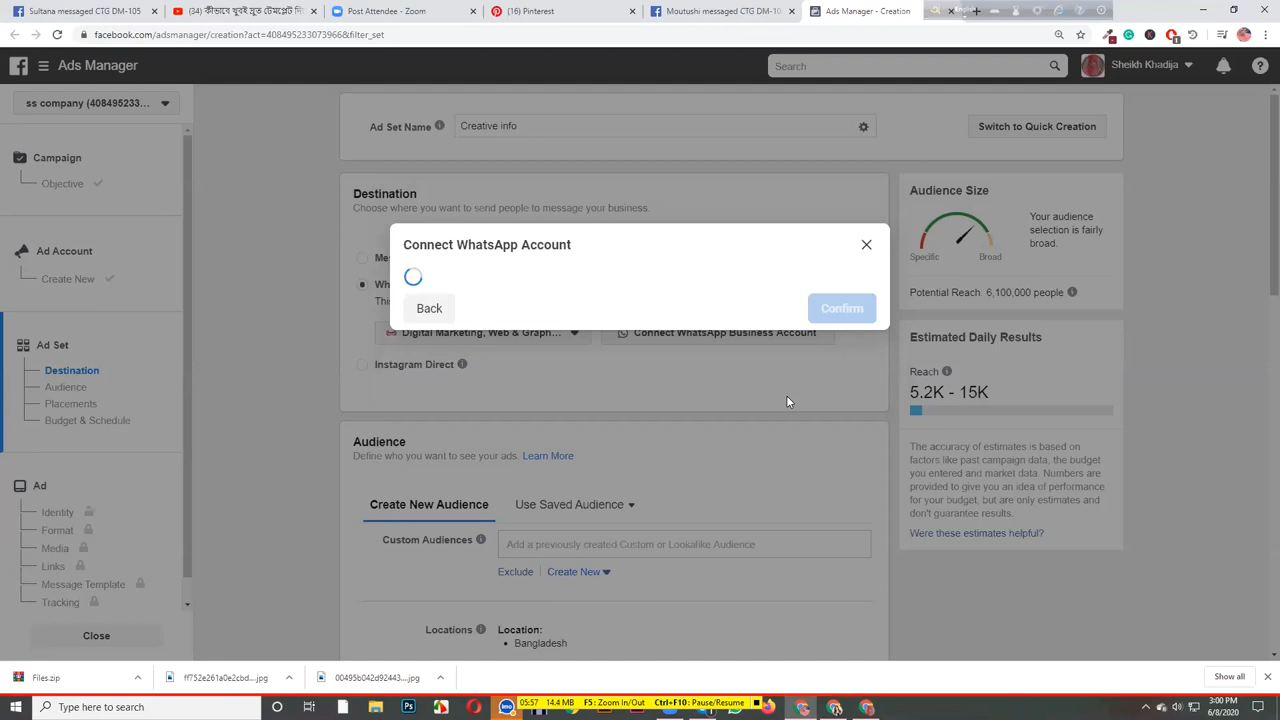 Sultana messaged CTG DM-105
(34) কীভাবে খুবই দ্রুত টেমপ্লেট
Post Attendee - Zoom
(16) Pinterest
Moutushi messaged CTG DM-10
Ads Manager - Creation
facebook.com/adsmanager/creation?act=408495233073966&filter_set
Ads Manager
Search
Sheikh Khadija
ss company (408495233...
Ad Set Name
Creative info
Switch to Quick Creation
Campaign
Objective
Destination
Choose where you want to send people to message your business.
Audience Size
Your audience
selection is fairly
broad.
Specific
Broad
Connect WhatsApp Account
Ad Account
Create New
Potential Reach 6,100,000 people
Back
Confirm
Digital Marketing, Web & Graph...
Connect WhatsApp Business Account
Instagram Direct
Estimated Daily Results
Reach
5.2K - 15K
Ad Set
Destination
Audience
Placements
Budget & Schedule
The accuracy of estimates is based on
factors like past campaign data, the budget
you entered and market data. Numbers are
provided to give you an idea of performance
for your budget, but are only estimates and
don't guarantee results.
Were these estimates helpful?
Audience
Define who you want to see your ads. Learn More
Create New Audience
Use Saved Audience
Custom Audiences
Add a previously created Custom or Lookalike Audience
Exclude
Create New
Ad
Identity
Format
Media
Links
Message Template
Tracking
Close
Locations
Location:
• Bangladesh
Files.zip
ff752e261a0e2cbd....jpg
00495b042d92443....jpg
Show all
Type here to search
05:57 14.4 MB F5: Zoom In/Out Ctrl+F10: Pause/Resume
3:00 PM
6/8/2020